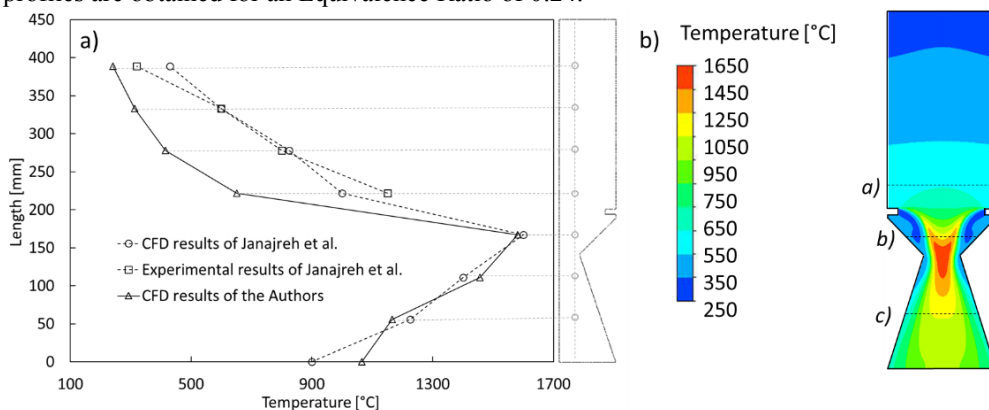 profiles are obtained for an Equivalence Ratio of 0.24.
a)
450
400
350
300
250
200
150
100
50
0
Length [mm]
CFD results of Janajreh et al.
Experimental results of Janajreh et al.
CFD results of the Authors
100
500
900
1300
1700
Temperature [°C]
b)
Temperature [°C]
1650
1450
1250
950
750
650
550
450
350
250
a)
b)
c)